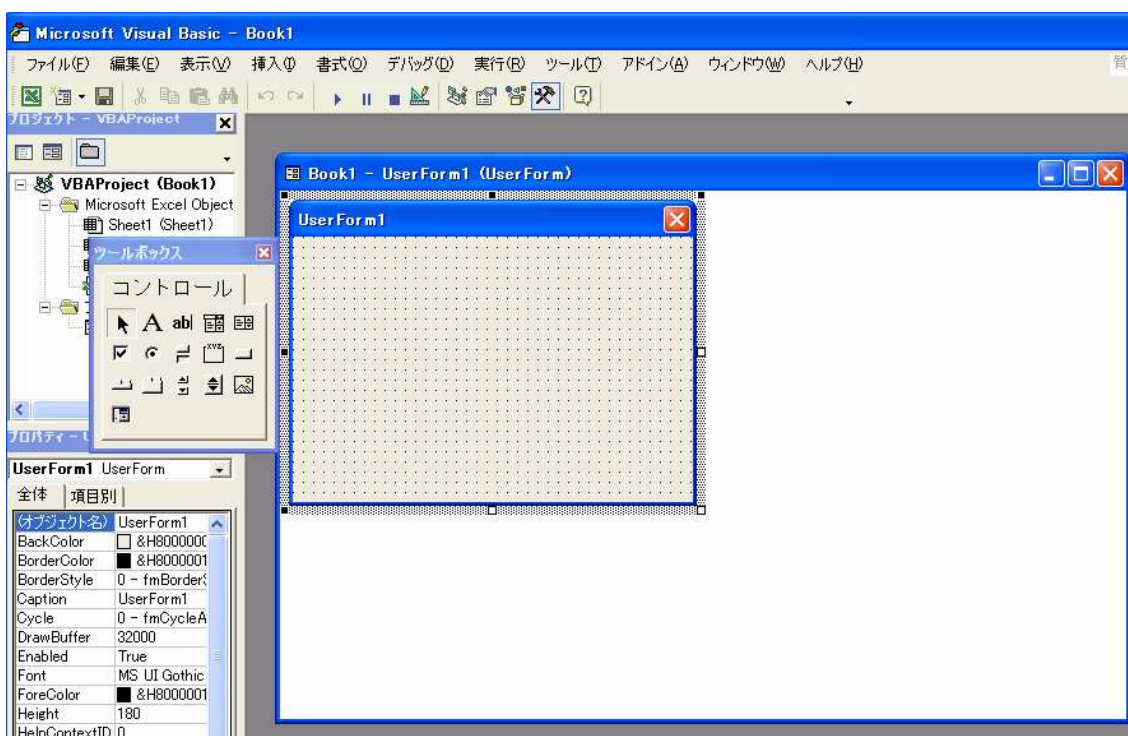 Microsoft Visual Basic - Book1
ファイル(F) 編集(E) 表示(V) 挿入(I) 書式(O) デバッグ(D) 実行(R) ツール(T) アドイン(A) ウィンドウ(W) ヘルプ(H) 質
プロジェクト - VBAProject
VBAProject (Book1)
Microsoft Excel Object
Sheet1 (Sheet1)
ツールボックス
コントロール
A ab|
xyz
プロパティ - U
UserForm1 UserForm
全体 項目別
(オブジェクト名) UserForm1
BackColor &H8000000
BorderColor &H8000001
BorderStyle 0 - fmBorderS
Caption UserForm1
Cycle 0 - fmCycleA
DrawBuffer 32000
Enabled True
Font MS UI Gothic
ForeColor &H8000001
Height 180
HelpContextID 0
Book1 - UserForm1 (UserForm)
UserForm1